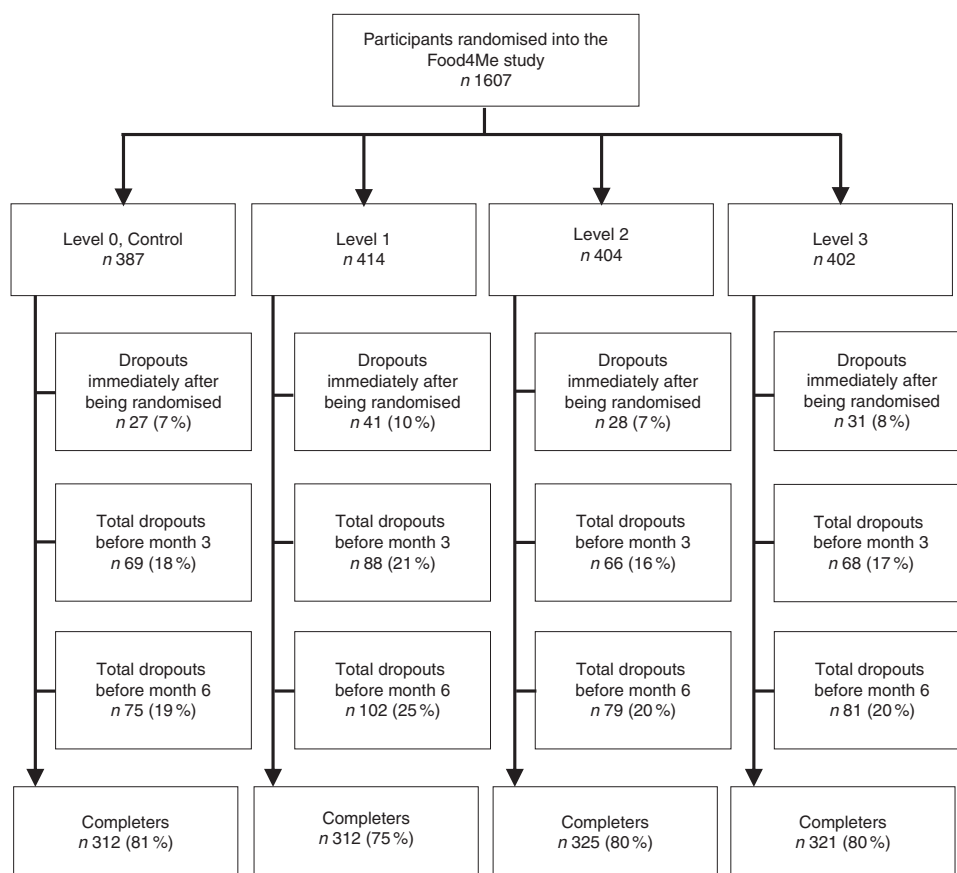 Participants randomised into the
Food4Me study
n 1607
Level 0, Control
n 387
Level 1
n 414
Level 2
n 404
Level 3
n 402
Dropouts
immediately after
being randomised
n 27 (7 %)
Dropouts
immediately after
being randomised
n 41 (10 %)
Dropouts
immediately after
being randomised
n 28 (7 %)
Dropouts
immediately after
being randomised
n 31 (8 %)
Total dropouts
before month 3
n 69 (18 %)
Total dropouts
before month 3
n 88 (21 %)
Total dropouts
before month 3
n 66 (16 %)
Total dropouts
before month 3
n 68 (17 %)
Total dropouts
before month 6
n 75 (19 %)
Total dropouts
before month 6
n 102 (25 %)
Total dropouts
before month 6
n 79 (20 %)
Total dropouts
before month 6
n 81 (20 %)
Completers
n 312 (81 %)
Completers
n 312 (75 %)
Completers
n 325 (80 %)
Completers
n 321 (80 %)